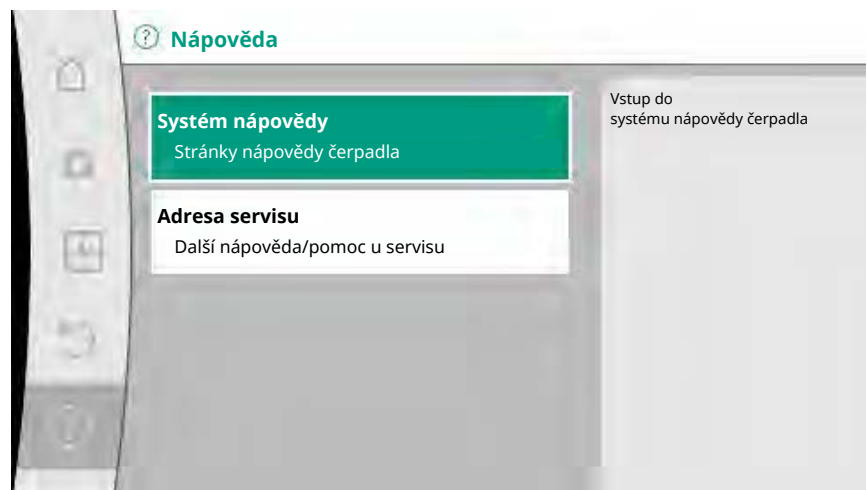 Nápověda
Systém nápovědy
Stránky nápovědy čerpadla
Adresa servisu
Další nápověda/pomoc u servisu
Vstup do
systému nápovědy čerpadla